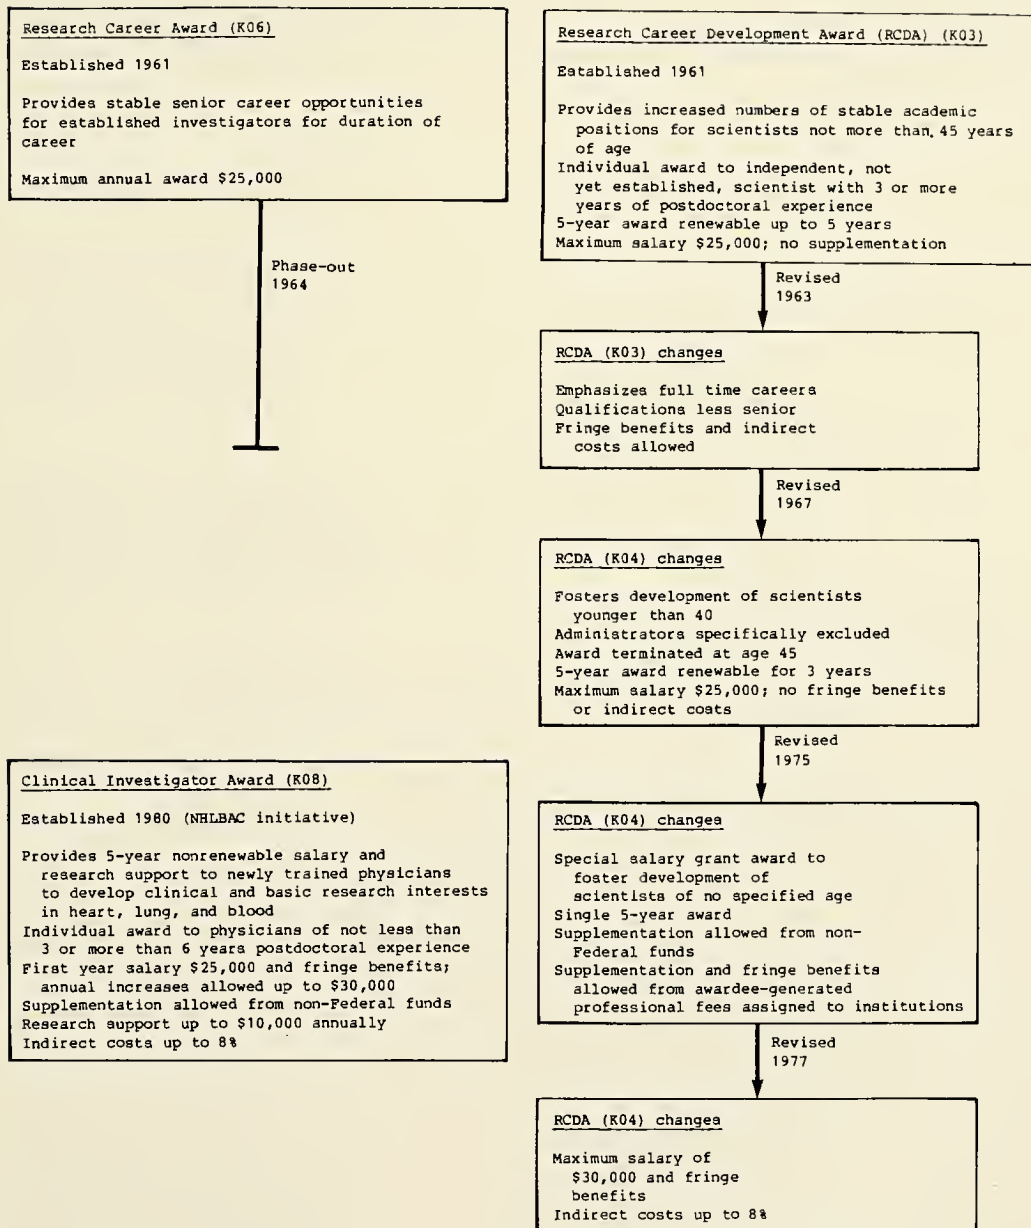 Research Career Award (K06)
Established 1961
Provides stable senior career opportunities
for established investigators for duration of
career
Maximum annual award $25,000
Phase-out
1964
Clinical Investigator Award (K08)
Established 1980 (NHLBAC initiative)
Provides 5-year nonrenewable salary and
research support to newly trained physicians
to develop clinical and basic research interests
in heart, lung, and blood
Individual award to physicians of not less than
3 or more than 6 years postdoctoral experience
First year salary $25,000 and fringe benefits;
annual increases allowed up to $30,000
Supplementation allowed from non-Federal funds
Research support up to $10,000 annually
Indirect costs up to 8%
Research Career Development Award (RCDA) (K03)
Established 1961
Provides increased numbers of stable academic
positions for scientists not more than 45 years
of age
Individual award to independent, not
yet established, scientist with 3 or more
years of postdoctoral experience
5-year award renewable up to 5 years
Maximum salary $25,000; no supplementation
Revised
1963
RCDA (K03) changes
Emphasizes full time careers
Qualifications less senior
Fringe benefits and indirect
costs allowed
Revised
1967
RCDA (K04) changes
Fosters development of scientists
younger than 40
Administrators specifically excluded
Award terminated at age 45
5-year award renewable for 3 years
Maximum salary $25,000; no fringe benefits
or indirect costs
Revised
1975
RCDA (K04) changes
Special salary grant award to
foster development of
scientists of no specified age
Single 5-year award
Supplementation allowed from non-
Federal funds
Supplementation and fringe benefits
allowed from awardee-generated
professional fees assigned to institutions
Revised
1977
RCDA (K04) changes
Maximum salary of
$30,000 and fringe
benefits
Indirect costs up to 8%